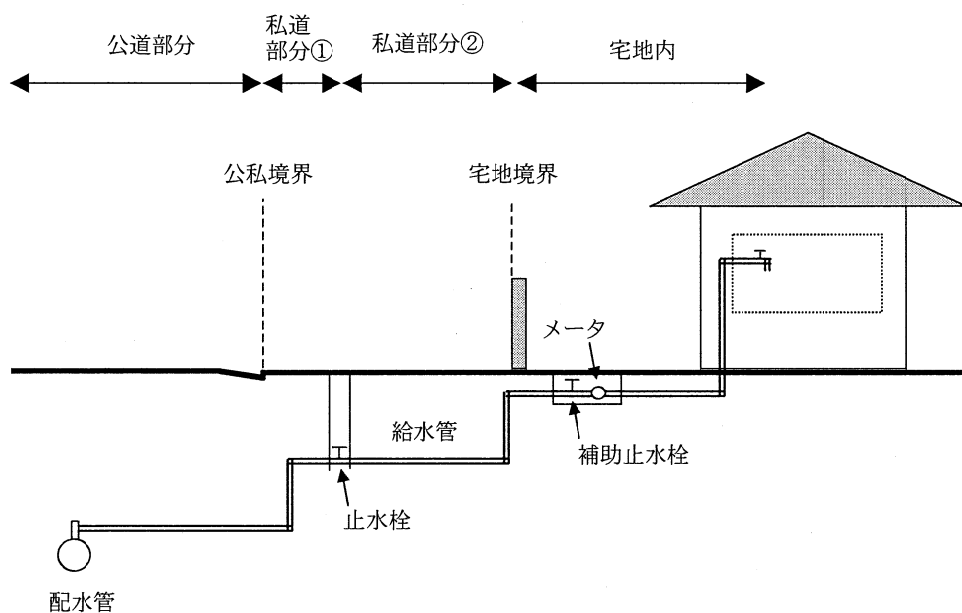 公道部分
私道
部分①
私道部分②
宅地内
公私境界
宅地境界
メータ
給水管
補助止水栓
止水栓
配水管